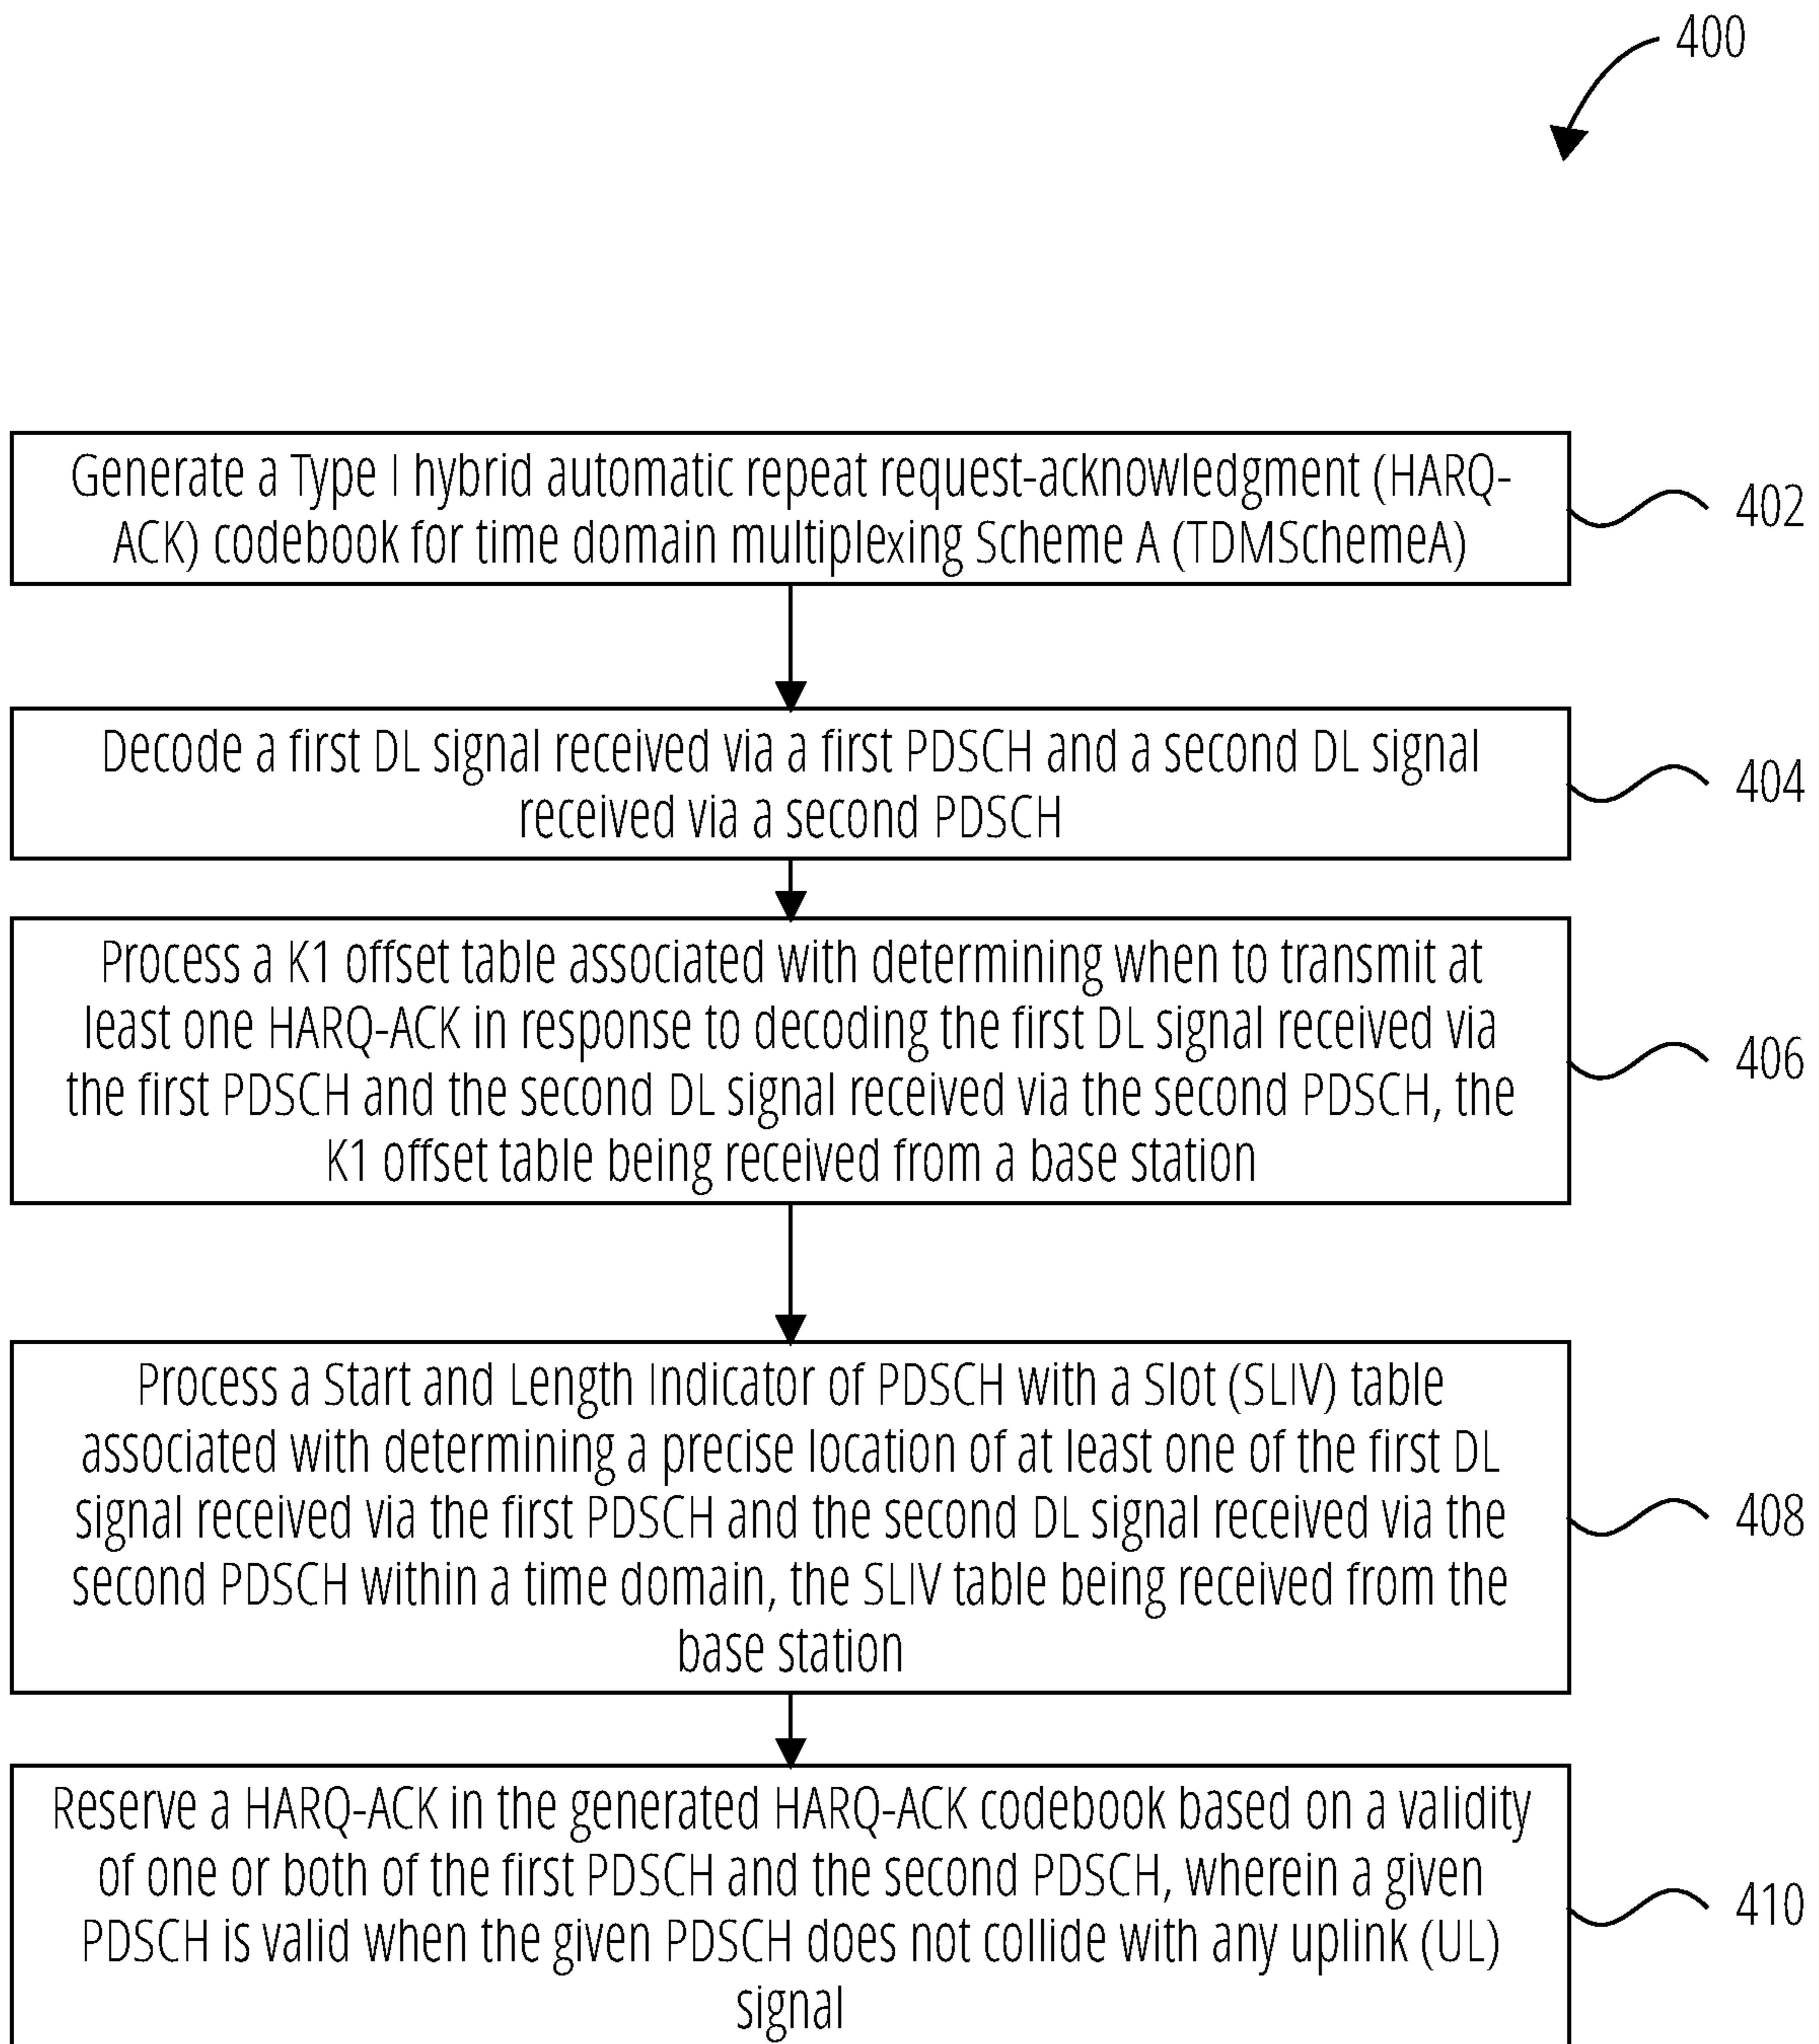 400
Generate a Type I hybrid automatic repeat request-acknowledgment (HARQ-
ACK) codebook for time domain multiplexing Scheme A (TDMSchemeA)
402
Decode a first DL signal received via a first PDSCH and a second DL signal
received via a second PDSCH
404
Process a K1 offset table associated with determining when to transmit at
least one HARQ-ACK in response to decoding the first DL signal received via
the first PDSCH and the second DL signal received via the second PDSCH, the
K1 offset table being received from a base station
406
Process a Start and Length Indicator of PDSCH with a Slot (SLIV) table
associated with determining a precise location of at least one of the first DL
signal received via the first PDSCH and the second DL signal received via the
second PDSCH within a time domain, the SLIV table being received from the
base station
408
Reserve a HARQ-ACK in the generated HARQ-ACK codebook based on a validity
of one or both of the first PDSCH and the second PDSCH, wherein a given
PDSCH is valid when the given PDSCH does not collide with any uplink (UL)
signal
410